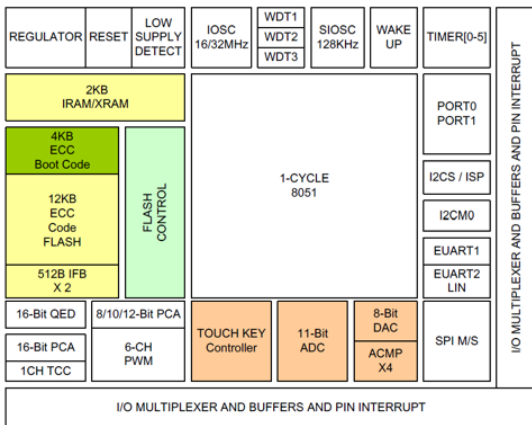 REGULATOR
RESET
LOW
SUPPLY
DETECT
IOSC
16/32MHz
WDT1
WDT2
WDT3
SIOSC
128KHz
WAKE
UP
TIMER[0-5]
2KB
IRAM/XRAM
4KB
ECC
Boot Code
12KB
ECC
Code
FLASH
512B IFB
X 2
FLASH
CONTROL
1-CYCLE
8051
PORT0
PORT1
I2CS / ISP
I2CM0
EUART1
EUART2
LIN
16-Bit QED
16-Bit PCA
1CH TCC
8/10/12-Bit PCA
6-CH
PWM
TOUCH KEY
Controller
11-Bit
ADC
8-Bit
DAC
ACMP
X4
SPI M/S
I/O MULTIPLEXER AND BUFFERS AND PIN INTERRUPT
I/O MULTIPLEXER AND BUFFERS AND PIN INTERRUPT